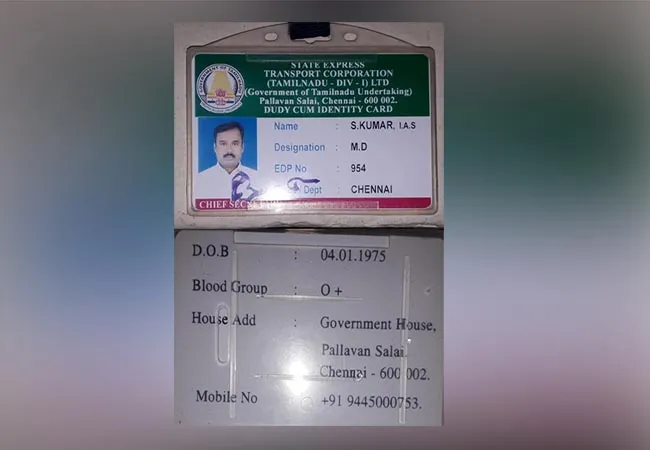 STATE EXPRESS
TRANSPORT CORPORATION
(TAMILNADU - DIV - I) LTD
(Government of Tamilnadu Undertaking)
Pallavan Salai, Chennai - 600 002.
DUDY CUM IDENTITY CARD
Name : S.KUMAR, I.A.S
Designation : M.D
EDP No : 954
Dept : CHENNAI
CHIEF
D.O.B : 04.01.1975
Blood Group : O +
House Add : Government House,
Pallavan Salai,
Chennai - 600 002.
Mobile No : +91 9445000753.